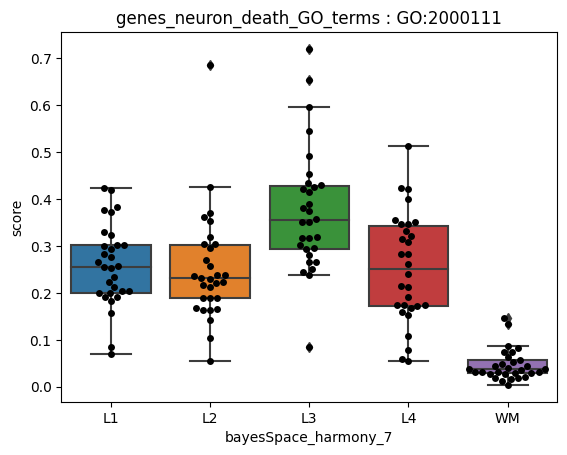 genes_neuron_death_GO_terms : GO:2000111
0.7
0.6
0.5
0.4
0.3
0.2
0.1
0.0
score
L1 L2 L3 L4 WM
bayesSpace_harmony_7